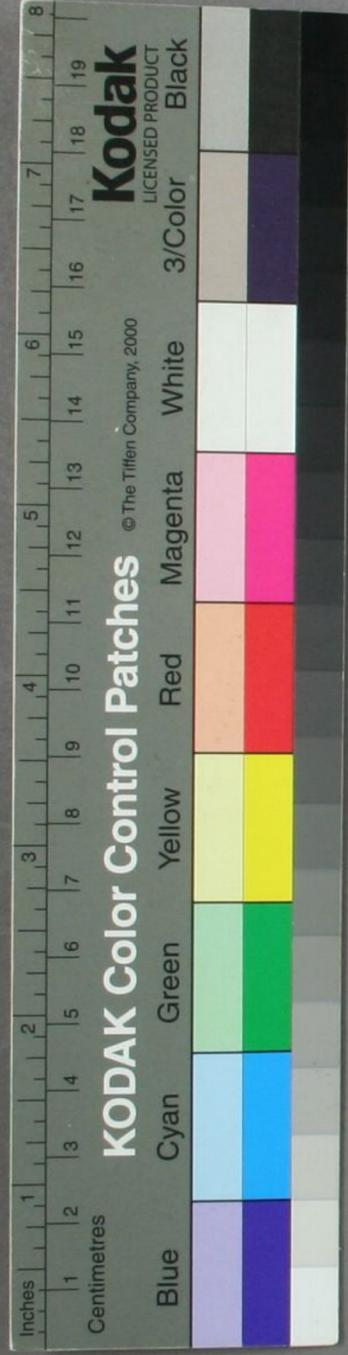 Inches 1 2 3 4 5 6 7 8
Centimetres 1 2 3 4 5 6 7 8 9 10 11 12 13 14 15 16 17 18 19
KODAK Color Control Patches © The Tiffen Company, 2000 Kodak
LICENSED PRODUCT
Blue Cyan Green Yellow Red Magenta White 3/Color Black